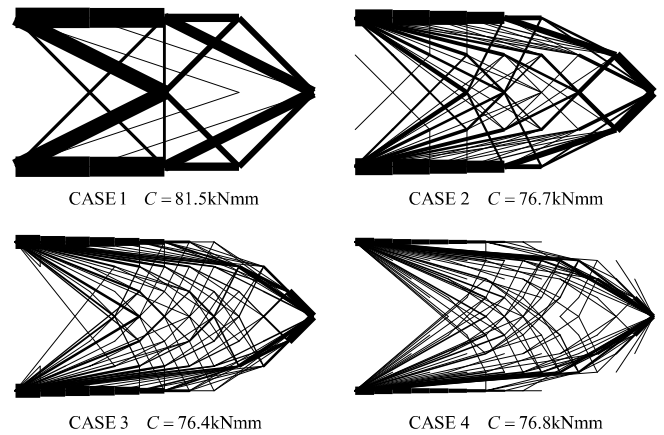 CASE 1 C = 81.5kNmm
CASE 2 C = 76.7kNmm
CASE 3 C = 76.4kNmm
CASE 4 C = 76.8kNmm